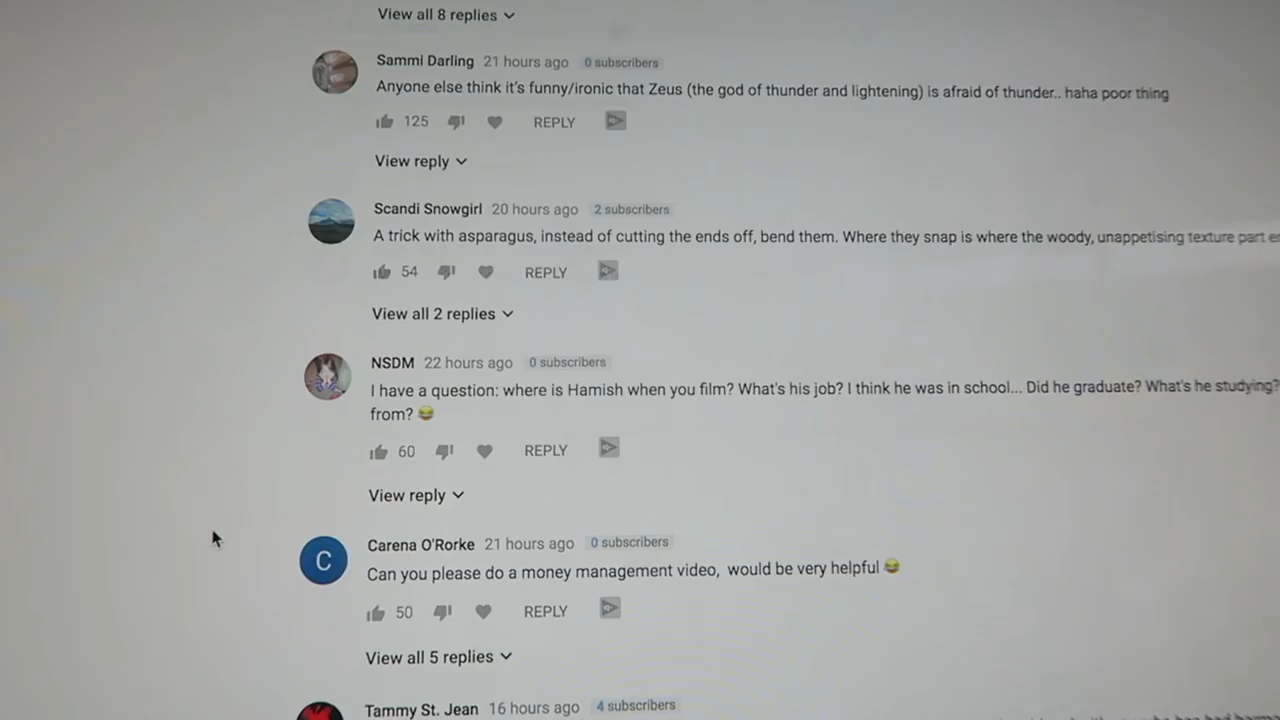 View all 8 replies
Sammi Darling 21 hours ago 0 subscribers
Anyone else think it's funny/ironic that Zeus (the god of thunder and lightening) is afraid of thunder.. haha poor thing
125 REPLY
View reply
Scandi Snowgirl 20 hours ago 2 subscribers
A trick with asparagus, instead of cutting the ends off, bend them. Where they snap is where the woody, unappetising texture part
54 REPLY
View all 2 replies
NSDM 22 hours ago 0 subscribers
I have a question: where is Hamish when you film? What's his job? I think he was in school... Did he graduate? What's he studying?
from? 😂
60 REPLY
View reply
C
Carena O'Rorke 21 hours ago 0 subscribers
Can you please do a money management video, would be very helpful 😂
50 REPLY
View all 5 replies
Tammy St. Jean 16 hours ago 4 subscribers